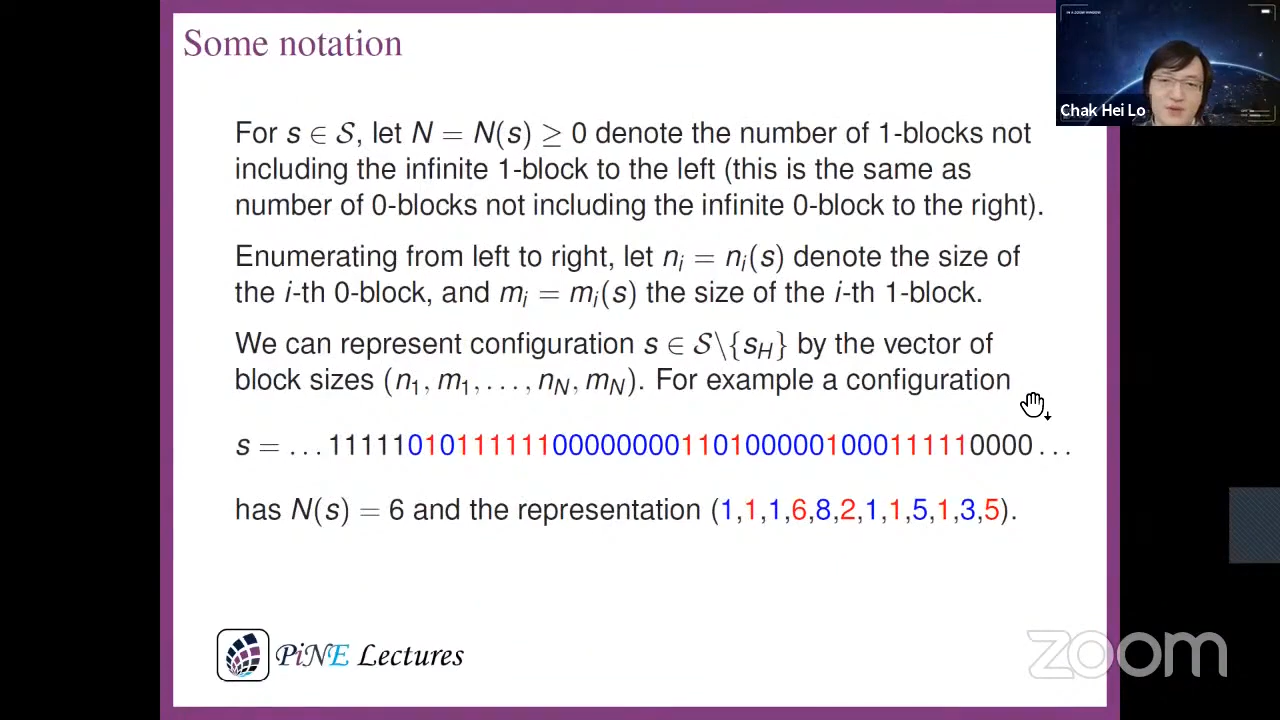 Some notation
Chak Hei Lo
For s ∈ 𝒮, let N = N(s) ≥ 0 denote the number of 1-blocks not
including the infinite 1-block to the left (this is the same as
number of 0-blocks not including the infinite 0-block to the right).
Enumerating from left to right, let nᵢ = nᵢ(s) denote the size of
the i-th 0-block, and mᵢ = mᵢ(s) the size of the i-th 1-block.
We can represent configuration s ∈ 𝒮\{s_H} by the vector of
block sizes (n₁, m₁, . . . , n_N, m_N). For example a configuration
s = . . . 11111010111111000000001101000001000111110000 . . .
has N(s) = 6 and the representation (1,1,1,6,8,2,1,1,5,1,3,5).
PiNE Lectures
zoom